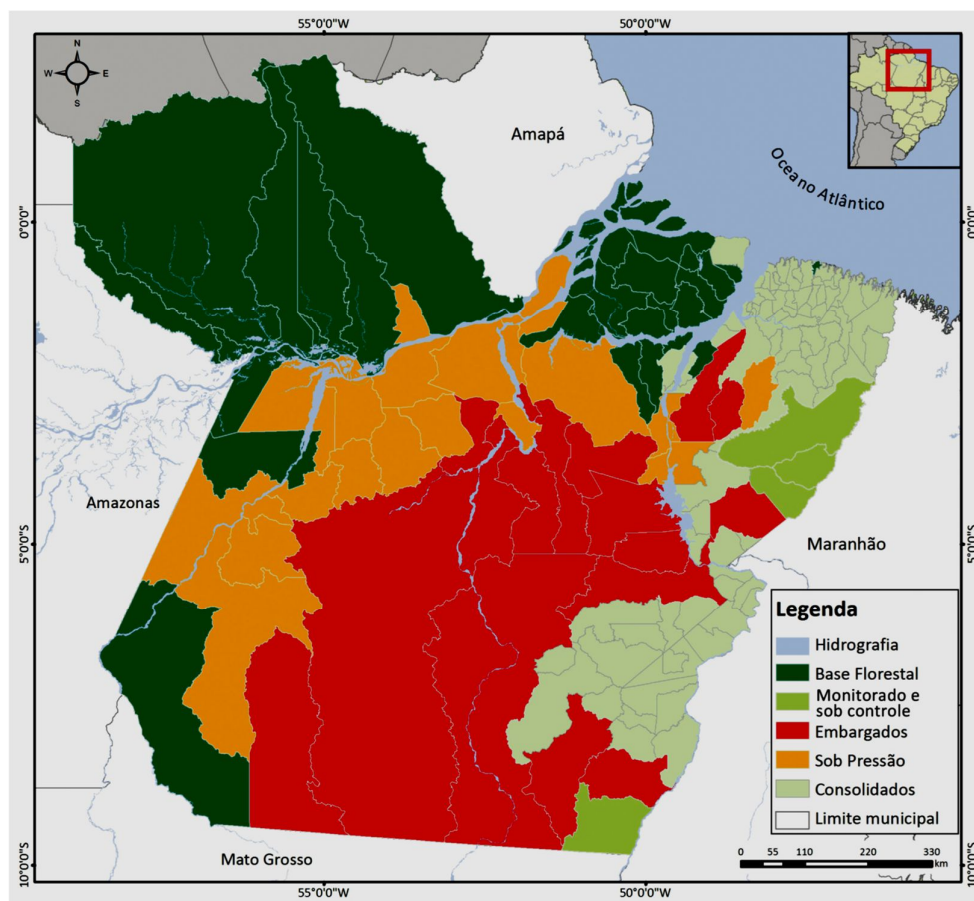 55°0'0"W
50°0'0"W
N
W
E
S
Amapá
Oceano Atlântico
0°0'0"
0°0'0"
Amazonas
5°0'0"S
5°0'0"S
Maranhão
Legenda
Hidrografia
Base Florestal
Monitorado e
sob controle
Embargados
Sob Pressão
Consolidados
Limite municipal
0
55
110
220
330
km
Mato Grosso
10°0'0"S
10°0'0"S
55°0'0"W
50°0'0"W